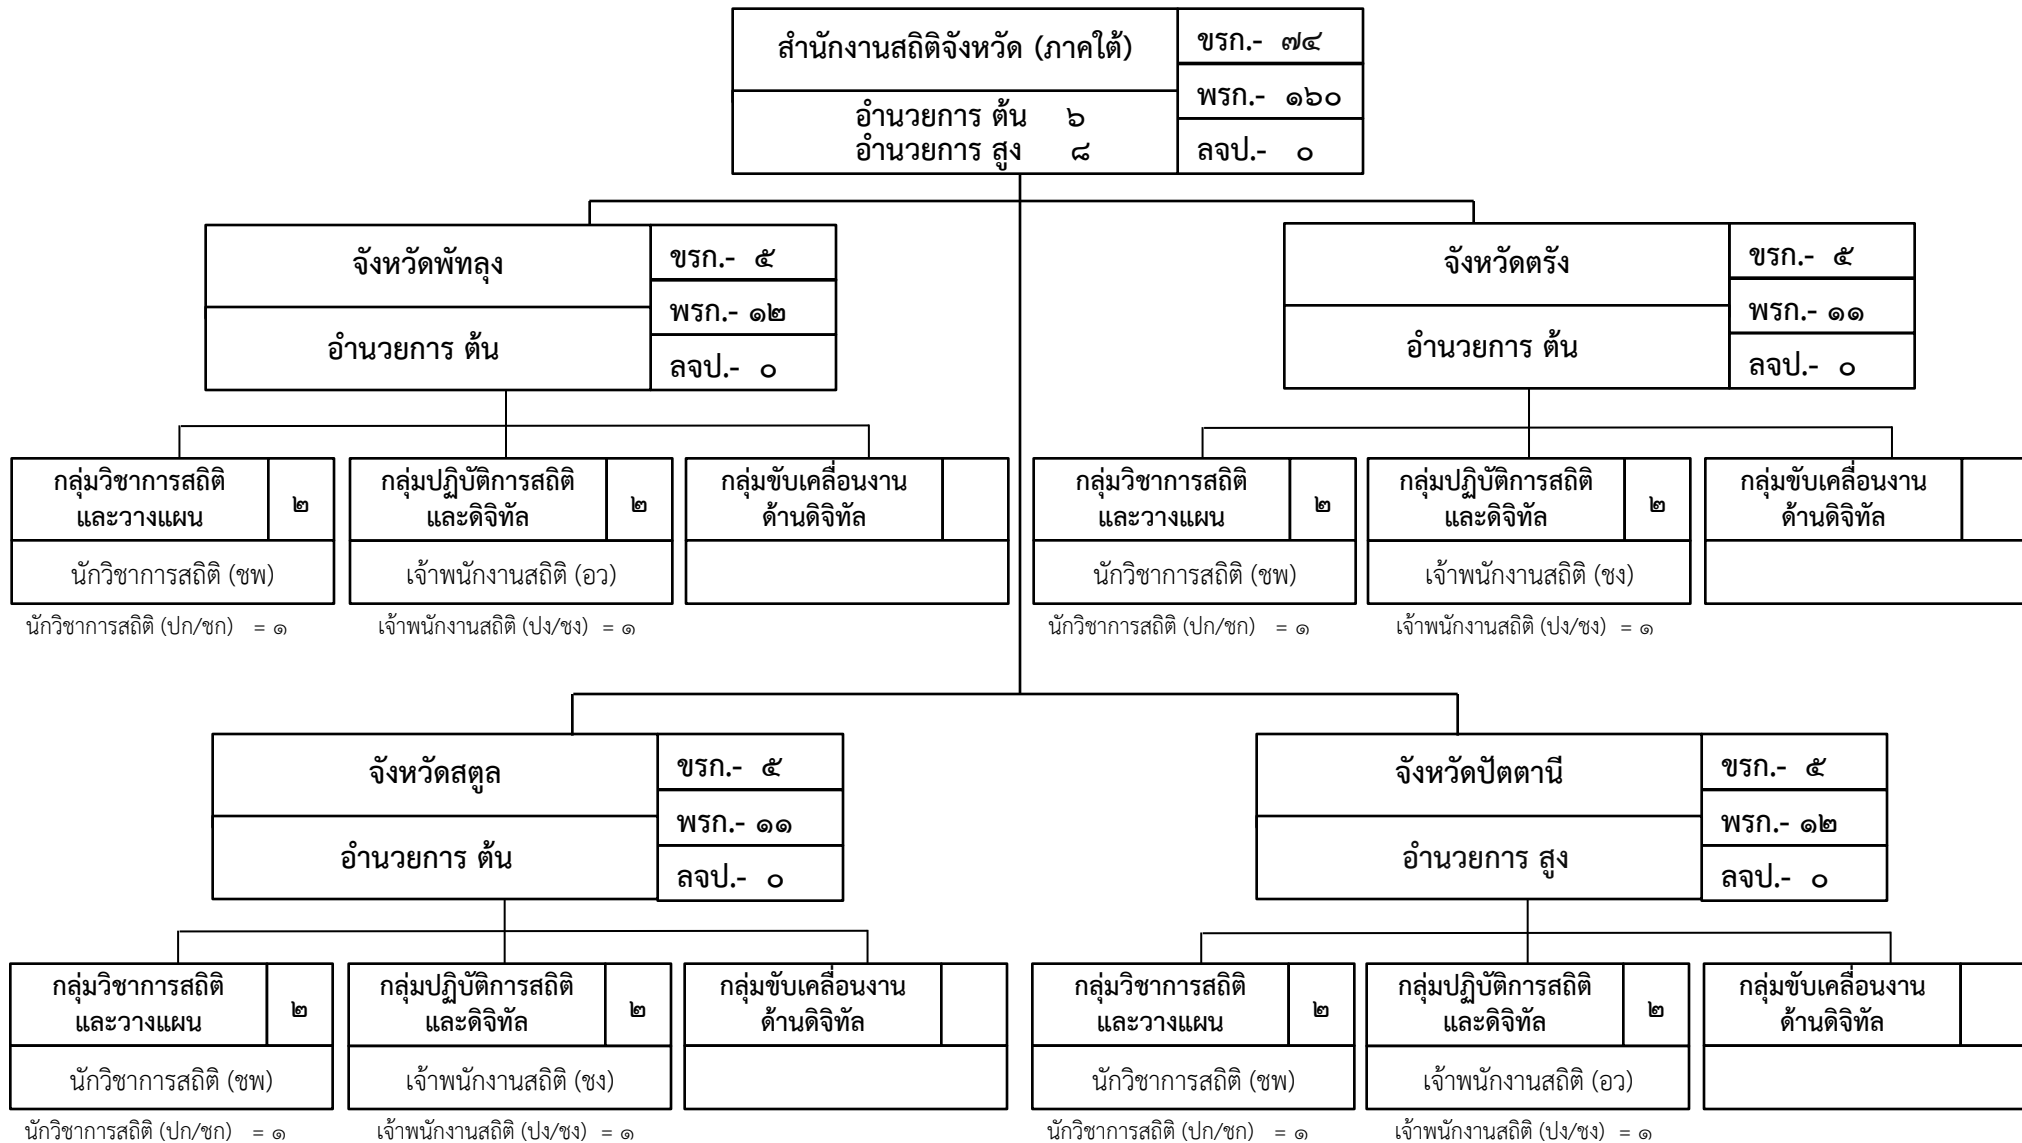 สำนักงานสถิติจังหวัด (ภาคใต้)
ขรก.- ๗๔
พรก.- ๑๖๐
อำนวยการ ต้น ๖
อำนวยการ สูง ๘
ลจป.- ๐
จังหวัดพัทลุง
ขรก.- ๕
พรก.- ๑๒
อำนวยการ ต้น
ลจป.- ๐
จังหวัดตรัง
ขรก.- ๕
พรก.- ๑๑
อำนวยการ ต้น
ลจป.- ๐
กลุ่มวิชาการสถิติ
และวางแผน
๒
นักวิชาการสถิติ (ชพ)
นักวิชาการสถิติ (ปก/ชก) = ๑
กลุ่มปฏิบัติการสถิติ
และดิจิทัล
๒
เจ้าพนักงานสถิติ (อว)
เจ้าพนักงานสถิติ (ปง/ชง) = ๑
กลุ่มขับเคลื่อนงาน
ด้านดิจิทัล
กลุ่มวิชาการสถิติ
และวางแผน
๒
นักวิชาการสถิติ (ชพ)
นักวิชาการสถิติ (ปก/ชก) = ๑
กลุ่มปฏิบัติการสถิติ
และดิจิทัล
๒
เจ้าพนักงานสถิติ (ชง)
เจ้าพนักงานสถิติ (ปง/ชง) = ๑
กลุ่มขับเคลื่อนงาน
ด้านดิจิทัล
จังหวัดสตูล
ขรก.- ๕
พรก.- ๑๑
อำนวยการ ต้น
ลจป.- ๐
จังหวัดปัตตานี
ขรก.- ๕
พรก.- ๑๒
อำนวยการ สูง
ลจป.- ๐
กลุ่มวิชาการสถิติ
และวางแผน
๒
นักวิชาการสถิติ (ชพ)
นักวิชาการสถิติ (ปก/ชก) = ๑
กลุ่มปฏิบัติการสถิติ
และดิจิทัล
๒
เจ้าพนักงานสถิติ (ชง)
เจ้าพนักงานสถิติ (ปง/ชง) = ๑
กลุ่มขับเคลื่อนงาน
ด้านดิจิทัล
กลุ่มวิชาการสถิติ
และวางแผน
๒
นักวิชาการสถิติ (ชพ)
นักวิชาการสถิติ (ปก/ชก) = ๑
กลุ่มปฏิบัติการสถิติ
และดิจิทัล
๒
เจ้าพนักงานสถิติ (อว)
เจ้าพนักงานสถิติ (ปง/ชง) = ๑
กลุ่มขับเคลื่อนงาน
ด้านดิจิทัล